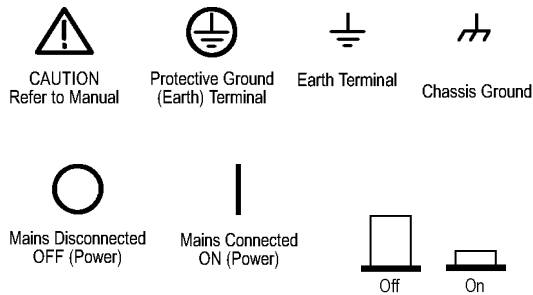 CAUTION
Refer to Manual
Protective Ground
(Earth) Terminal
Earth Terminal
Chassis Ground
Mains Disconnected
OFF (Power)
Mains Connected
ON (Power)
Off
On